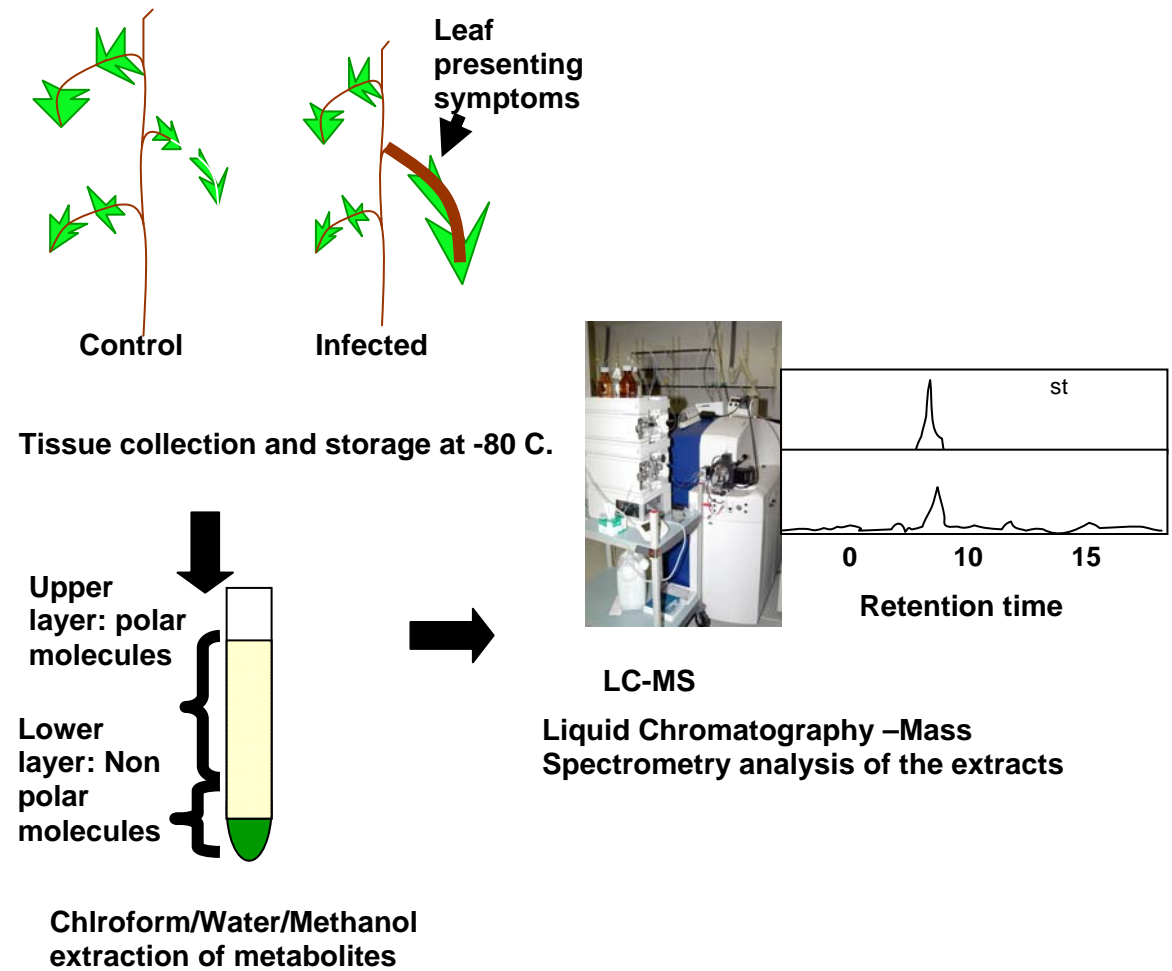 Leaf
presenting
symptoms
Control
Infected
Tissue collection and storage at -80 C.
Upper
layer: polar
molecules
Lower
layer: Non
polar
molecules
Chlroform/Water/Methanol
extraction of metabolites
st
0 10 15
Retention time
LC-MS
Liquid Chromatography –Mass
Spectrometry analysis of the extracts